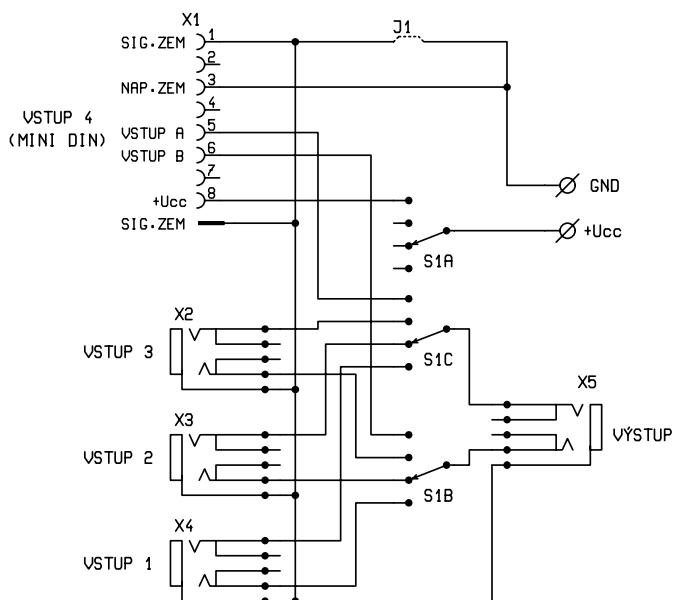 X1
SIG.ZEM 1
J1
2
NAP.ZEM 3
4
VSTUP 4
(MINI DIN)
VSTUP A 5
VSTUP B 6
7
+Ucc 8
GND
SIG.ZEM
+Ucc
S1A
X2
VSTUP 3
S1C
X5
X3
VÝSTUP
VSTUP 2
S1B
X4
VSTUP 1